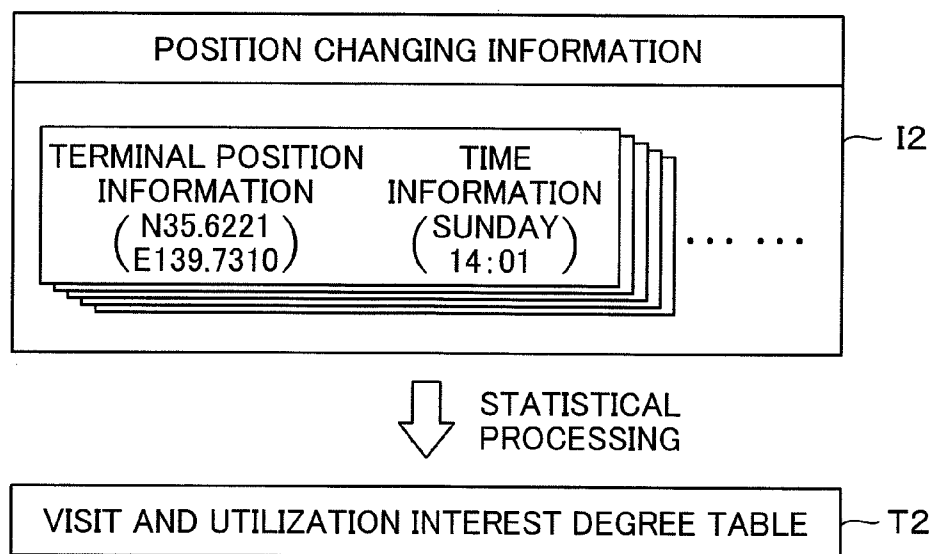 POSITION CHANGING INFORMATION
I2
TERMINAL POSITION
INFORMATION
(N35.6221
E139.7310)
TIME
INFORMATION
(SUNDAY
14:01)
... ...
STATISTICAL
PROCESSING
VISIT AND UTILIZATION INTEREST DEGREE TABLE
T2